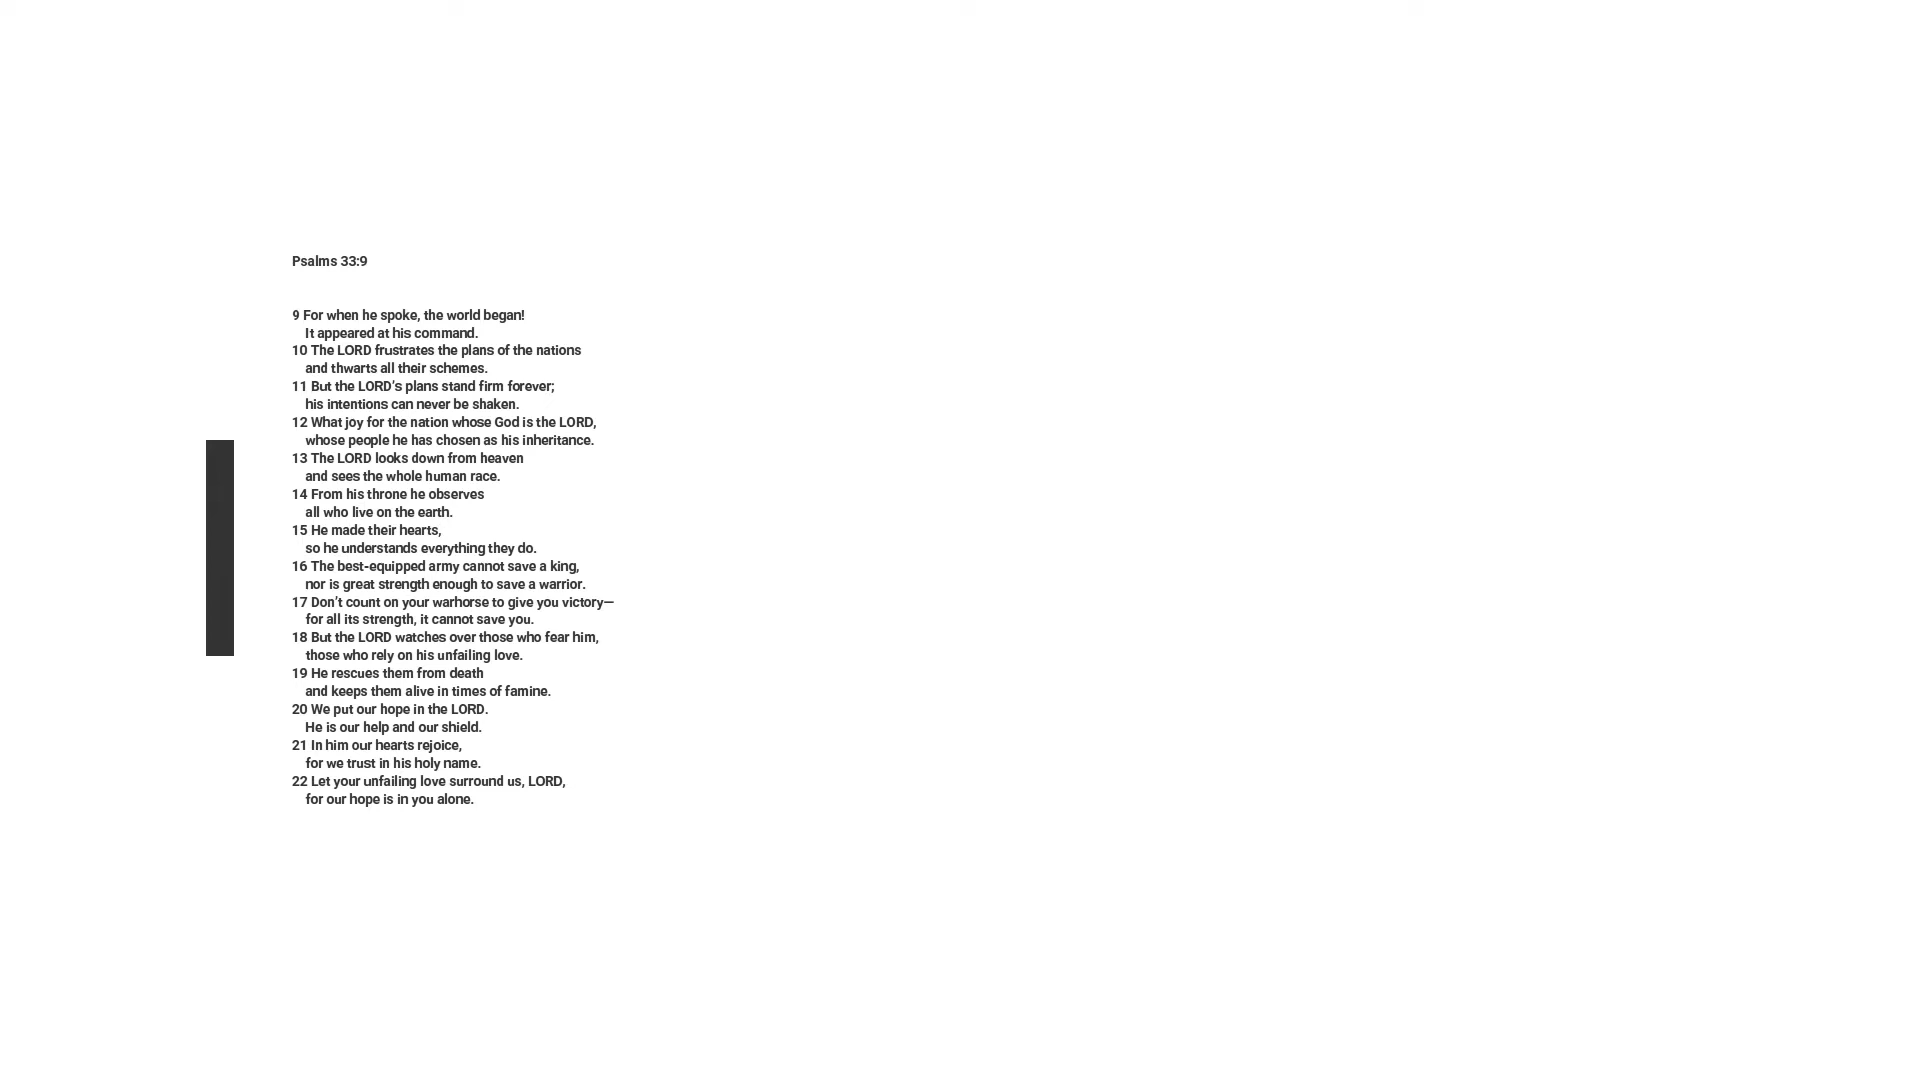 Psalms 33:9
9 For when he spoke, the world began!
It appeared at his command.
10 The LORD frustrates the plans of the nations
and thwarts all their schemes.
11 But the LORD’s plans stand firm forever;
his intentions can never be shaken.
12 What joy for the nation whose God is the LORD,
whose people he has chosen as his inheritance.
13 The LORD looks down from heaven
and sees the whole human race.
14 From his throne he observes
all who live on the earth.
15 He made their hearts,
so he understands everything they do.
16 The best-equipped army cannot save a king,
nor is great strength enough to save a warrior.
17 Don’t count on your warhorse to give you victory—
for all its strength, it cannot save you.
18 But the LORD watches over those who fear him,
those who rely on his unfailing love.
19 He rescues them from death
and keeps them alive in times of famine.
20 We put our hope in the LORD.
He is our help and our shield.
21 In him our hearts rejoice,
for we trust in his holy name.
22 Let your unfailing love surround us, LORD,
for our hope is in you alone.